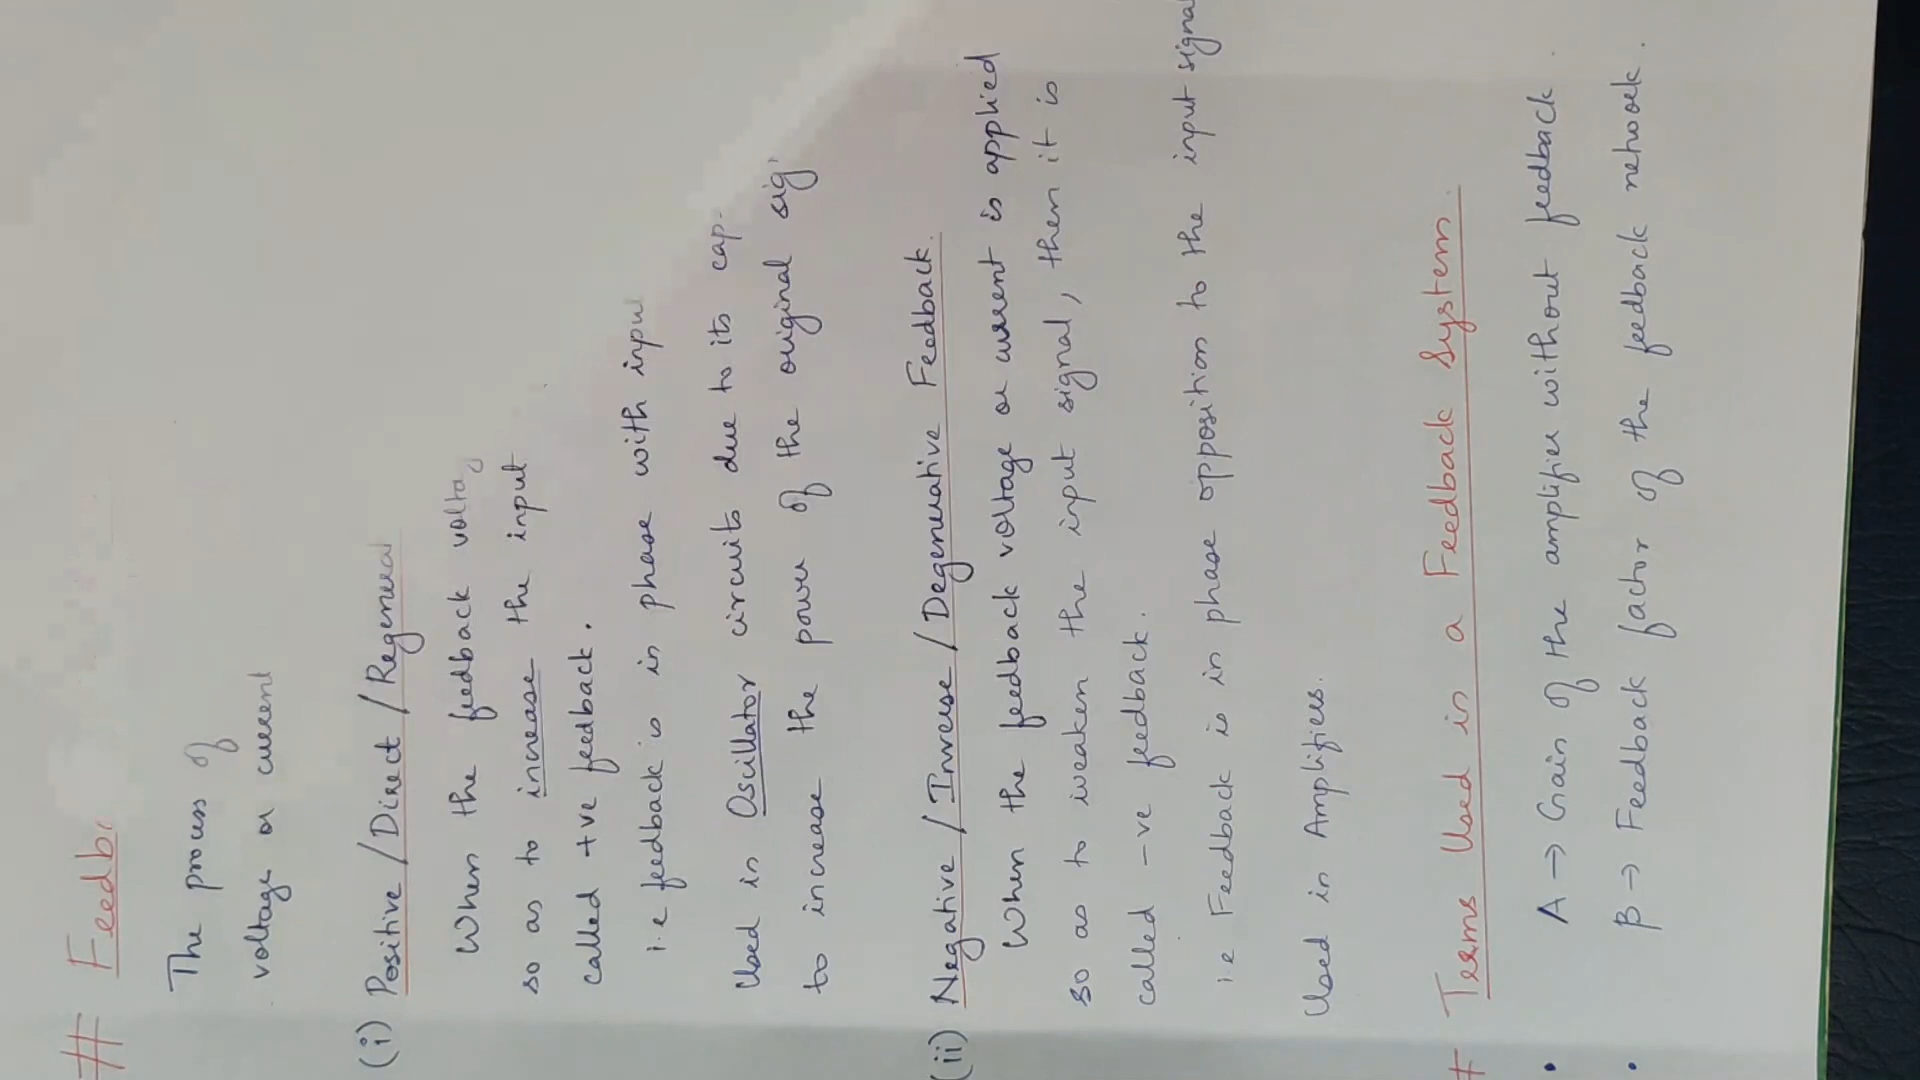 # Feedb
The process of
voltage or current
(i) Positive / Direct / Regener
When the feedback volta
so as to increase the input
called +ve feedback.
i.e feedback is in phase with inpu
Used in Oscillator circuits due to its cap
to increase the power of the original sig
(ii) Negative / Inverse / Degenerative Feedback.
When the feedback voltage or current is applied
so as to weaken the input signal, then it is
called -ve feedback.
i.e Feedback is in phase opposition to the input signa
Used in Amplifiers.
# Terms Used in a Feedback System.
• A → Gain of the amplifier without feedback.
• β → Feedback factor of the feedback network.